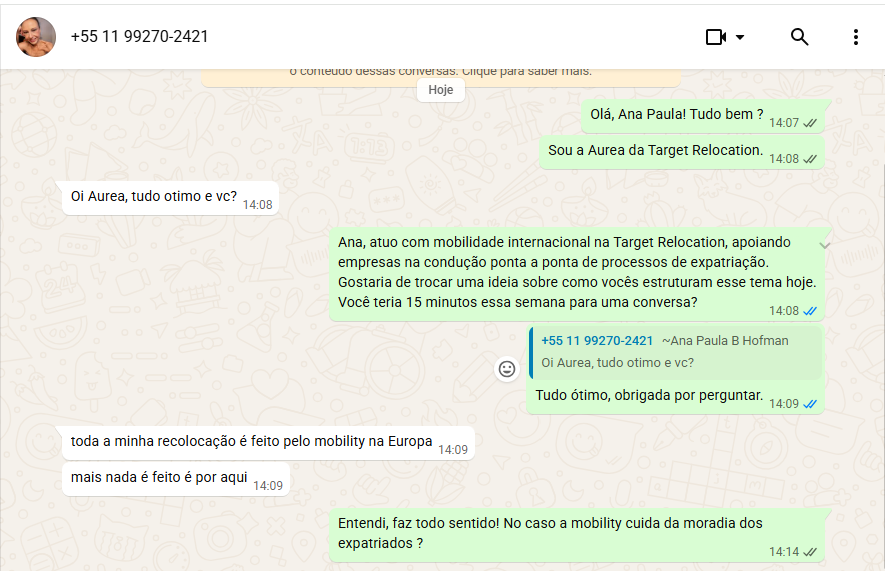 +55 11 99270-2421
o conteúdo dessas conversas. Clique para saber mais.
Hoje
Olá, Ana Paula! Tudo bem ?
14:07
Sou a Aurea da Target Relocation.
14:08
Oi Aurea, tudo otimo e vc?
14:08
Ana, atuo com mobilidade internacional na Target Relocation, apoiando
empresas na condução ponta a ponta de processos de expatriação.
Gostaria de trocar uma ideia sobre como vocês estruturam esse tema hoje.
Você teria 15 minutos essa semana para uma conversa?
14:08
+55 11 99270-2421 ~Ana Paula B Hofman
Oi Aurea, tudo otimo e vc?
Tudo ótimo, obrigada por perguntar.
14:09
toda a minha recolocação é feito pelo mobility na Europa
14:09
mais nada é feito é por aqui
14:09
Entendi, faz todo sentido! No caso a mobility cuida da moradia dos
expatriados ?
14:14